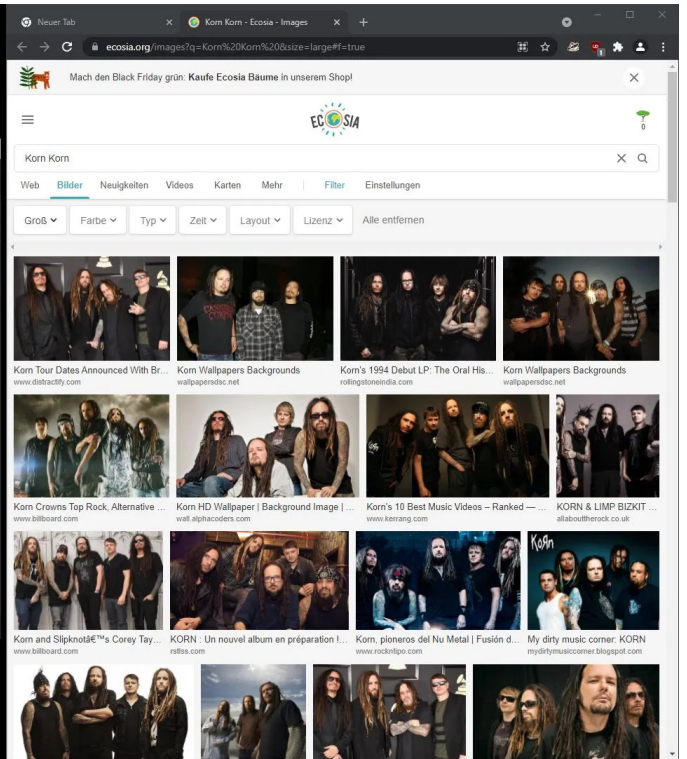 Neuer Tab
Korn Korn - Ecosia - Images
ecosia.org/images?q=Korn%20Korn%20&size=large#f=true
1
Mach den Black Friday grün: Kaufe Ecosia Bäume in unserem Shop!
ECOSIA
0
Korn Korn
Web Bilder Neuigkeiten Videos Karten Mehr Filter Einstellungen
Groß Farbe Typ Zeit Layout Lizenz Alle entfernen
Korn Tour Dates Announced With Br... Korn Wallpapers Backgrounds Korn's 1994 Debut LP: The Oral His... Korn Wallpapers Backgrounds
www.distractify.com wallpapersdsc.net rollingstoneindia.com wallpapersdsc.net
Korn Crowns Top Rock, Alternative ... Korn HD Wallpaper | Background Image | ... Korn's 10 Best Music Videos – Ranked — ... KORN & LIMP BIZKIT ...
www.billboard.com wall.alphacoders.com www.kerrang.com allabouttherock.co.uk
KoЯn
Korn and Slipknotâ€™s Corey Tay... KORN : Un nouvel album en préparation !... Korn, pioneros del Nu Metal | Fusión d... My dirty music corner: KORN
www.billboard.com rstlss.com www.rockntipo.com mydirtymusiccorner.blogspot.com